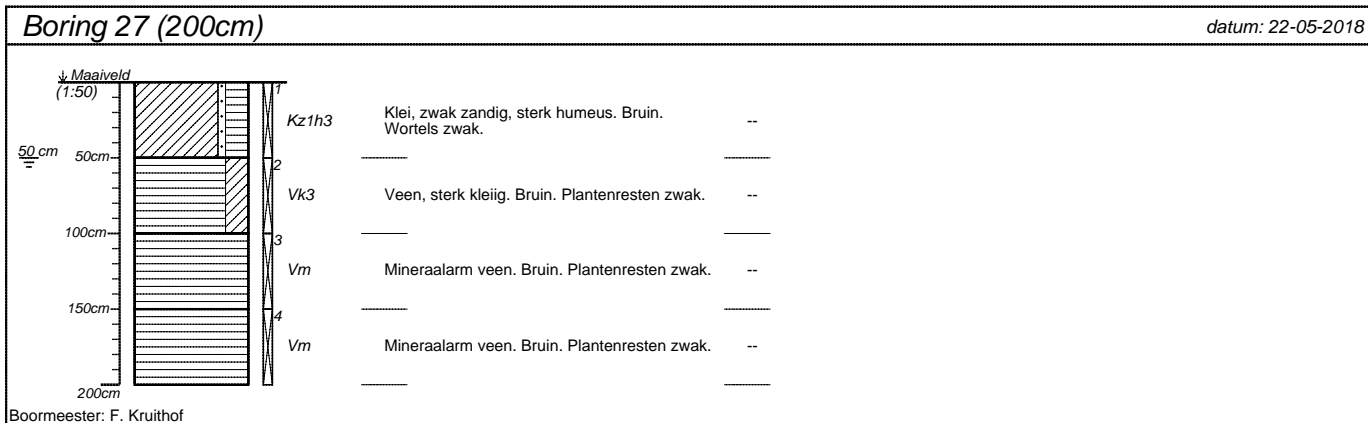 Boring 27 (200cm)
datum: 22-05-2018
Maaiveld
(1:50)
1
Kz1h3
Klei, zwak zandig, sterk humeus. Bruin.
Wortels zwak.
--
50 cm
50cm
2
Vk3
Veen, sterk kleiig. Bruin. Plantenresten zwak.
--
100cm
3
Vm
Mineraalarm veen. Bruin. Plantenresten zwak.
--
150cm
4
Vm
Mineraalarm veen. Bruin. Plantenresten zwak.
--
200cm
Boormeester: F. Kruithof